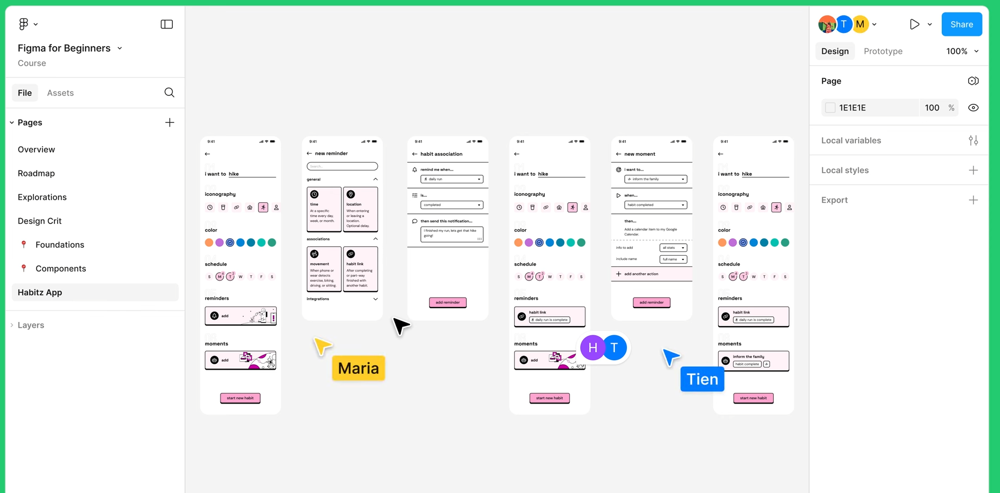 Figma for Beginners
Course
File
Assets
Pages
Overview
Roadmap
Explorations
Design Crit
Foundations
Components
Habitz App
Layers
9:41
i want to hike
iconography
color
schedule
S M 4 T 2 W T F S
reminders
add
moments
add
start new habit
9:41
new reminder
Search...
general
time
At a specific
time every day,
week, or month.
location
When entering
or leaving a
location.
Optional delay.
associations
movement
When phone or
wear detects
exercise, biking,
driving, or sitting.
habit link
After completing
or part-way
finished with
another habit.
integrations
9:41
habit association
remind me when...
daily run
is...
completed
then send this notification...
I finished my run, lets get that hike
going!
add reminder
Maria
9:41
i want to hike
iconography
color
schedule
S M 4 T 2 W T F S
reminders
habit link
daily run is complete
moments
add
start new habit
H T
9:41
new moment
i want to...
inform the family
when...
habit completed
then...
Add a calendar item to my Google
Calendar.
info to add
all stats
include name
full name
add another action
add reminder
Tien
9:41
i want to hike
iconography
color
schedule
S M 4 T 2 W T F S
reminders
habit link
daily run is complete
moments
inform the family
habit complete
start new habit
T M
Share
Design
Prototype
100%
Page
1E1E1E
100 %
Local variables
Local styles
Export